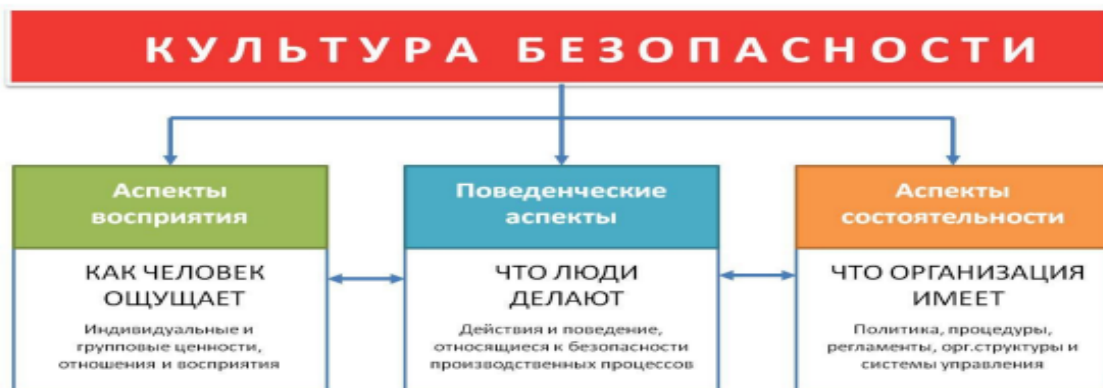 КУЛЬТУРА БЕЗОПАСНОСТИ
Аспекты
восприятия
КАК ЧЕЛОВЕК
ОЩУЩАЕТ
Индивидуальные и
групповые ценности,
отношения и восприятия
Поведенческие
аспекты
ЧТО ЛЮДИ
ДЕЛАЮТ
Действия и поведение,
относящиеся к безопасности
производственных процессов
Аспекты
состоятельности
ЧТО ОРГАНИЗАЦИЯ
ИМЕЕТ
Политика, процедуры,
регламенты, орг.структуры и
системы управления